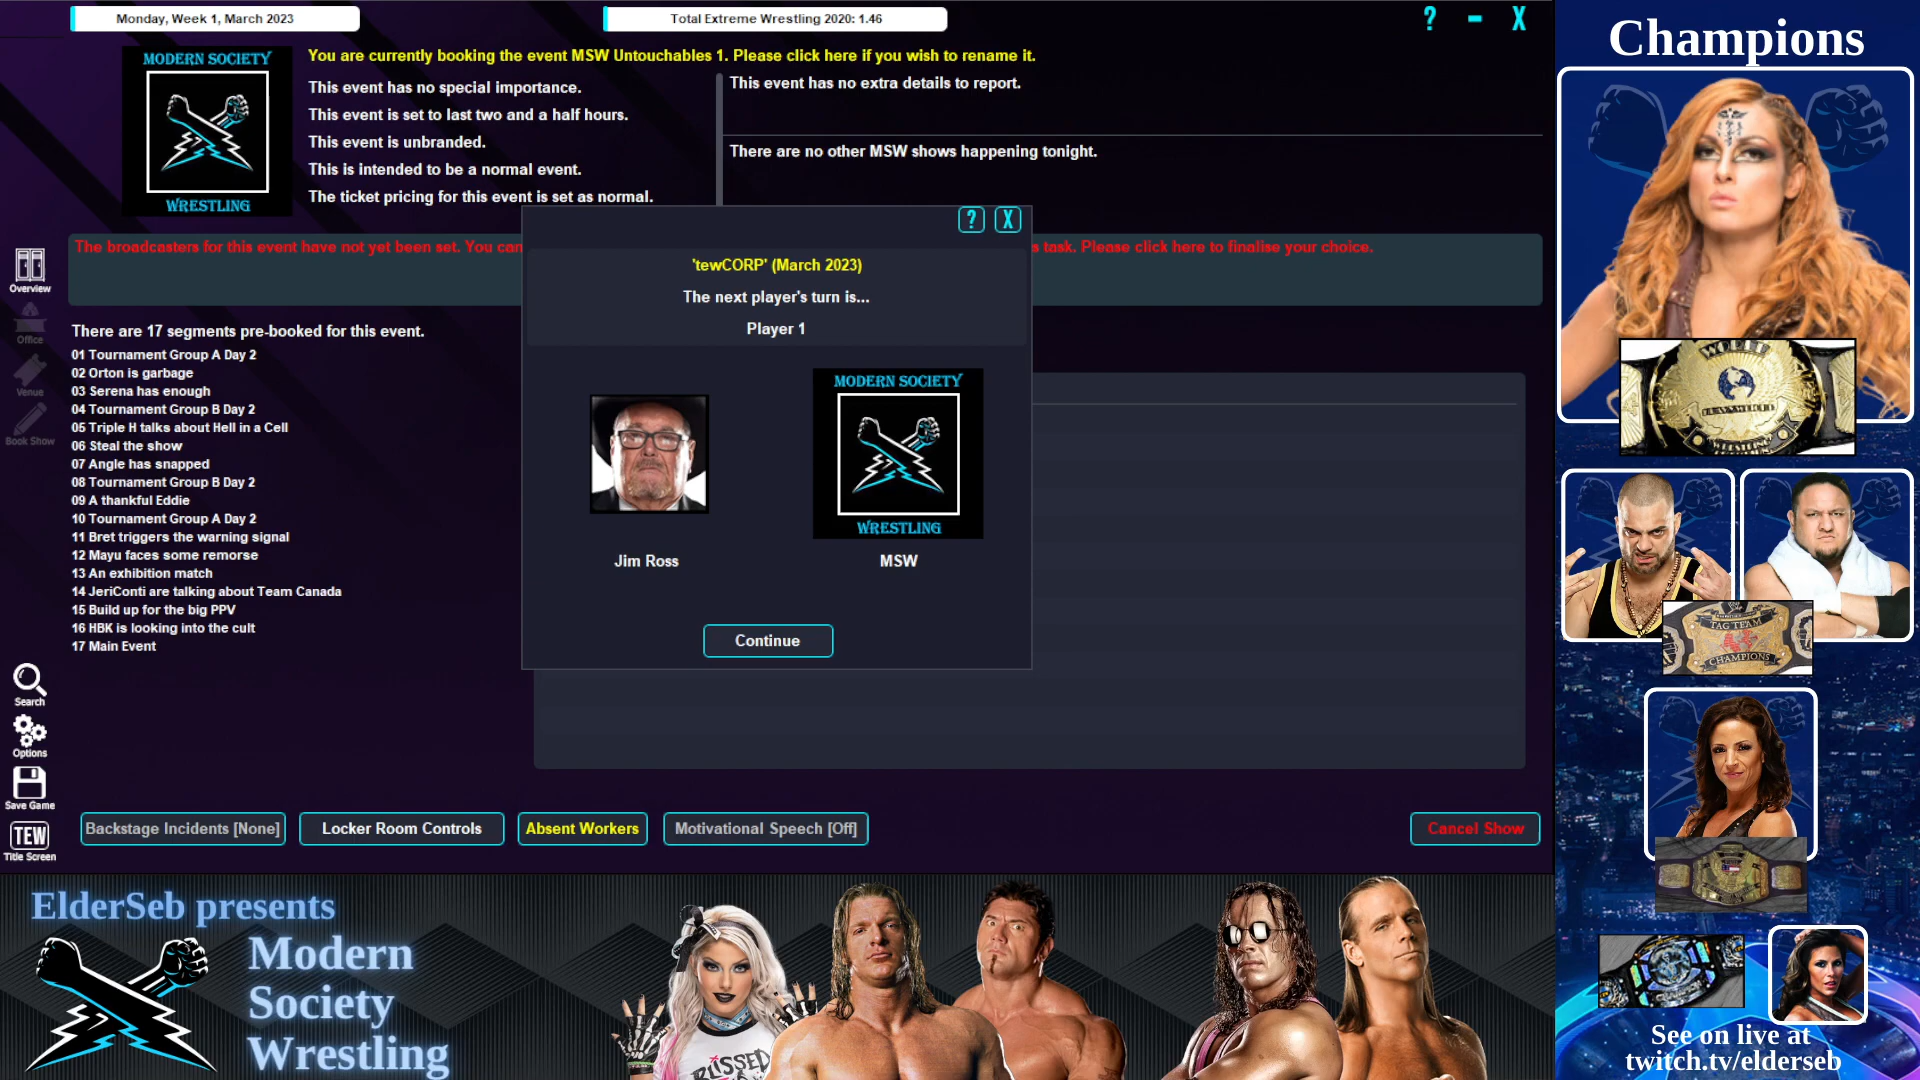 Monday, Week 1, March 2023
Total Extreme Wrestling 2020: 1.46
?
X
MODERN SOCIETY
WRESTLING
You are currently booking the event MSW Untouchables 1. Please click here if you wish to rename it.
This event has no special importance.
This event is set to last two and a half hours.
This event is unbranded.
This is intended to be a normal event.
The ticket pricing for this event is set as normal.
This event has no extra details to report.
There are no other MSW shows happening tonight.
The broadcasters for this event have not yet been set. You can
s task. Please click here to finalise your choice.
There are 17 segments pre-booked for this event.
01 Tournament Group A Day 2
02 Orton is garbage
03 Serena has enough
04 Tournament Group B Day 2
05 Triple H talks about Hell in a Cell
06 Steal the show
07 Angle has snapped
08 Tournament Group B Day 2
09 A thankful Eddie
10 Tournament Group A Day 2
11 Bret triggers the warning signal
12 Mayu faces some remorse
13 An exhibition match
14 JeriConti are talking about Team Canada
15 Build up for the big PPV
16 HBK is looking into the cult
17 Main Event
Overview
Office
Venue
Book Show
Search
Options
Save Game
TEW
Title Screen
?
X
'tewCORP' (March 2023)
The next player's turn is...
Player 1
MODERN SOCIETY
WRESTLING
Jim Ross
MSW
Continue
Backstage Incidents [None]
Locker Room Controls
Absent Workers
Motivational Speech [Off]
Cancel Show
ElderSeb presents
Modern
Society
Wrestling
BLISSED
Champions
WORLD
HEAVYWEIGHT
WRESTLING
TAG TEAM
CHAMPIONS
See on live at
twitch.tv/elderseb